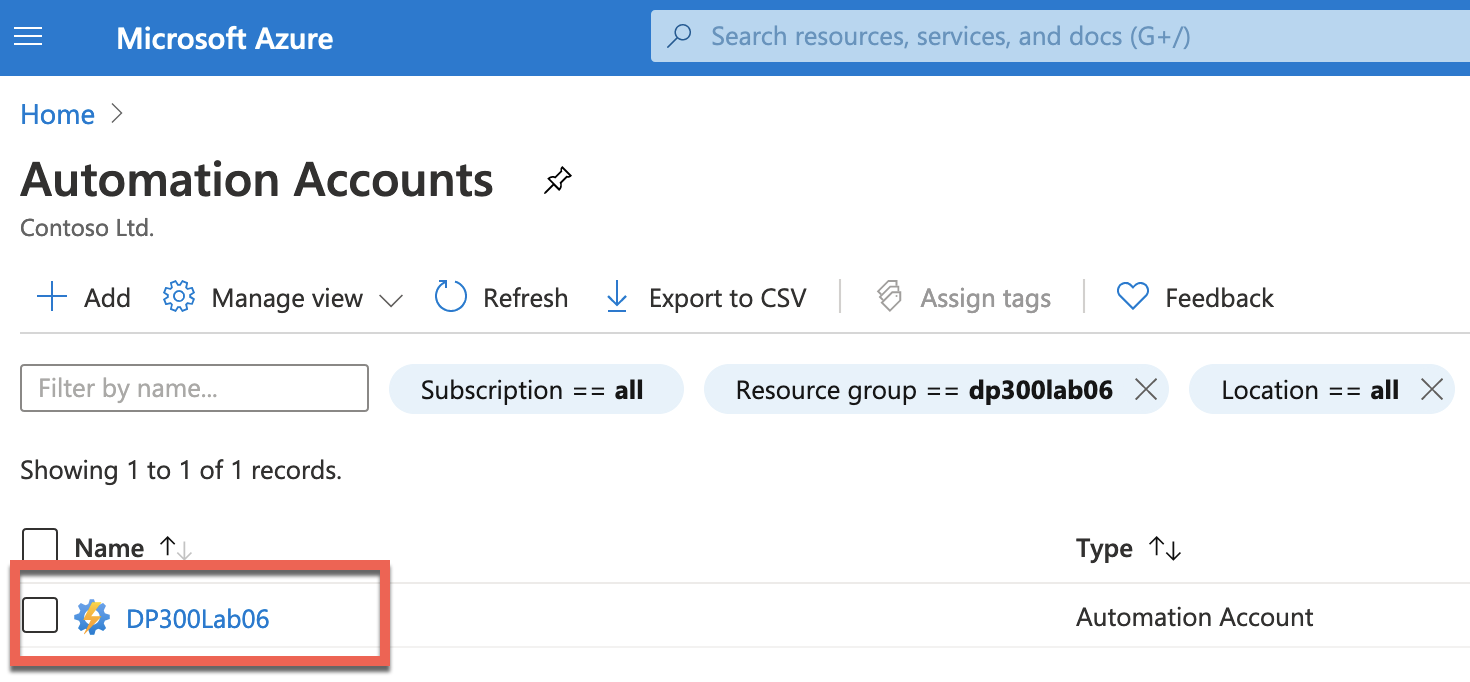 Microsoft Azure
Search resources, services, and docs (G+/)
Home
Automation Accounts
Contoso Ltd.
Add Manage view Refresh Export to CSV Assign tags Feedback
Filter by name... Subscription == all Resource group == dp300lab06 Location == all
Showing 1 to 1 of 1 records.
Name Type
DP300Lab06 Automation Account